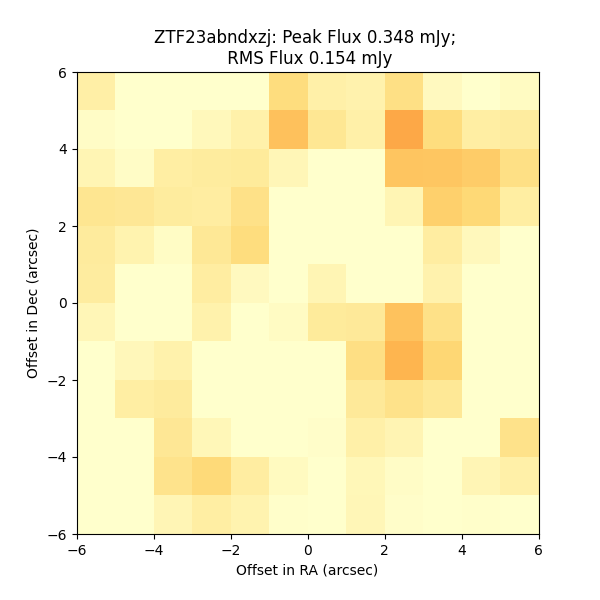 ZTF23abndxzj: Peak Flux 0.348 mJy;
RMS Flux 0.154 mJy
6
4
2
0
−2
−4
−6
Offset in Dec (arcsec)
−6 −4 −2 0 2 4 6
Offset in RA (arcsec)